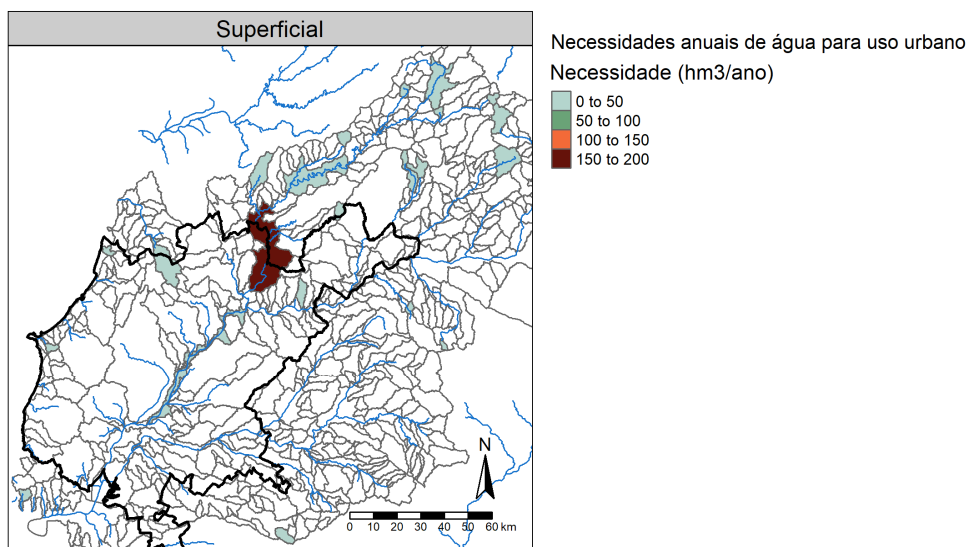 Superficial
Necessidades anuais de água para uso urbano
Necessidade (hm3/ano)
0 to 50
50 to 100
100 to 150
150 to 200
N
0 10 20 30 40 50 60 km